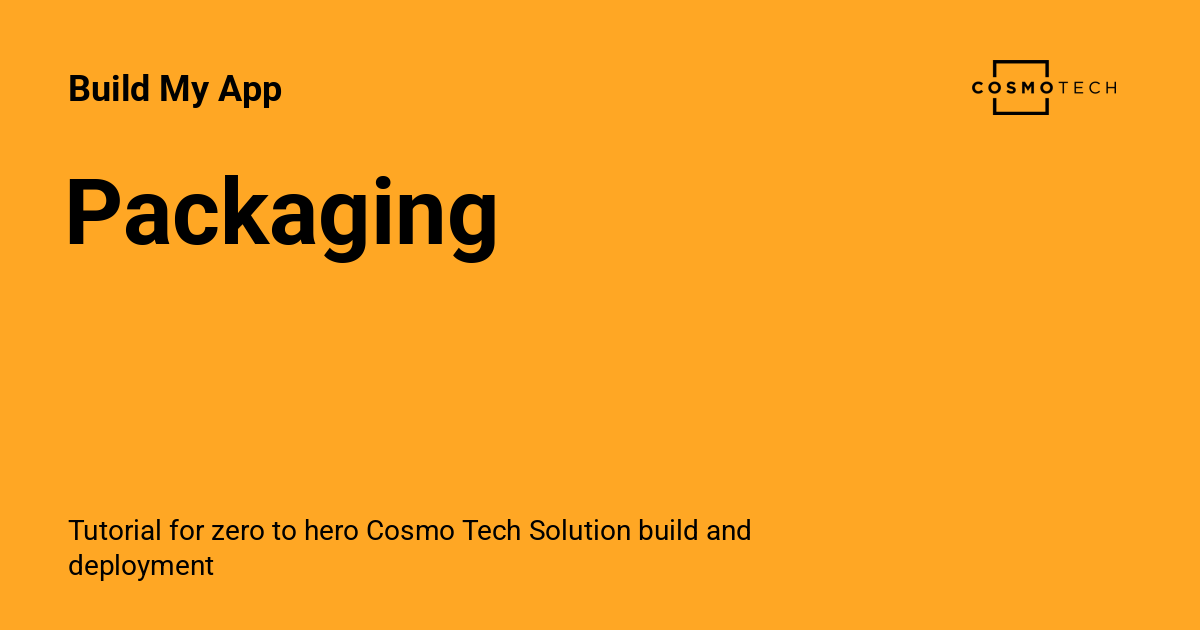 Build My App
COSMOTECH
Packaging
Tutorial for zero to hero Cosmo Tech Solution build and
deployment